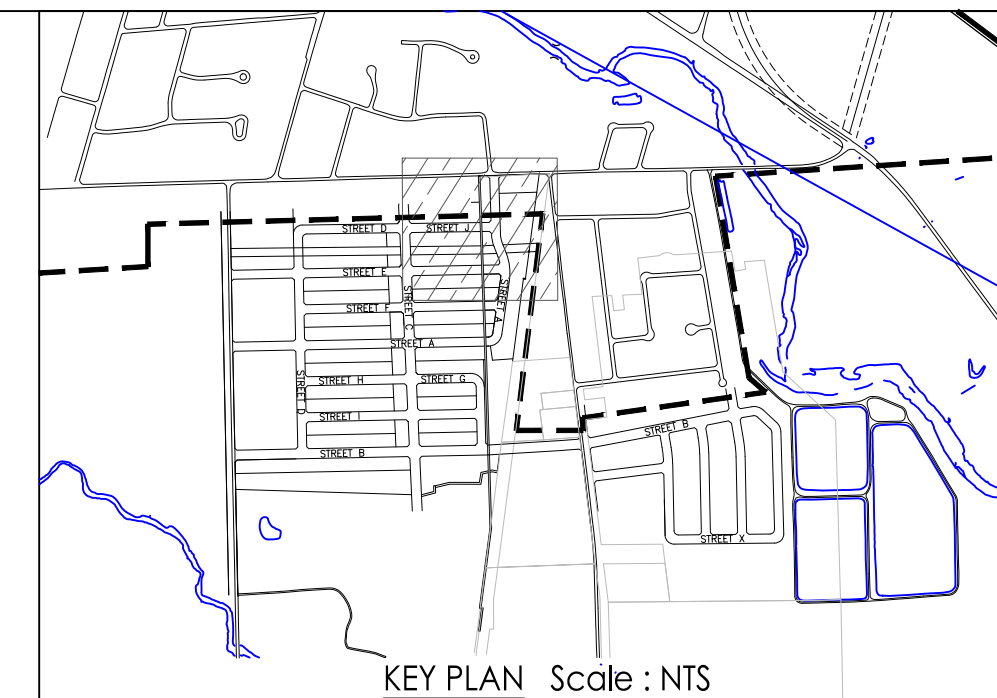 STREET D
STREET J
STREET E
STREET A
STREET C
STREET F
STREET A
STREET D
STREET H
STREET G
STREET I
STREET B
STREET B
STREET X
KEY PLAN Scale : NTS